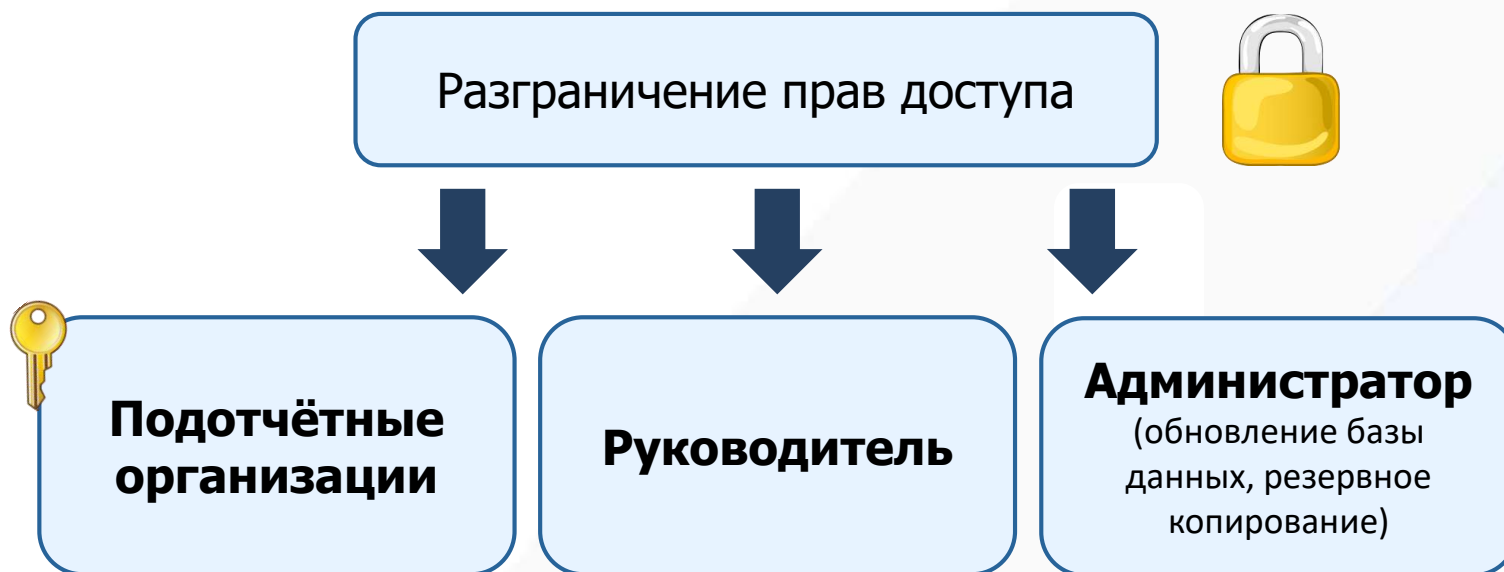 Разграничение прав доступа
Подотчётные
организации
Руководитель
Администратор
(обновление базы
данных, резервное
копирование)